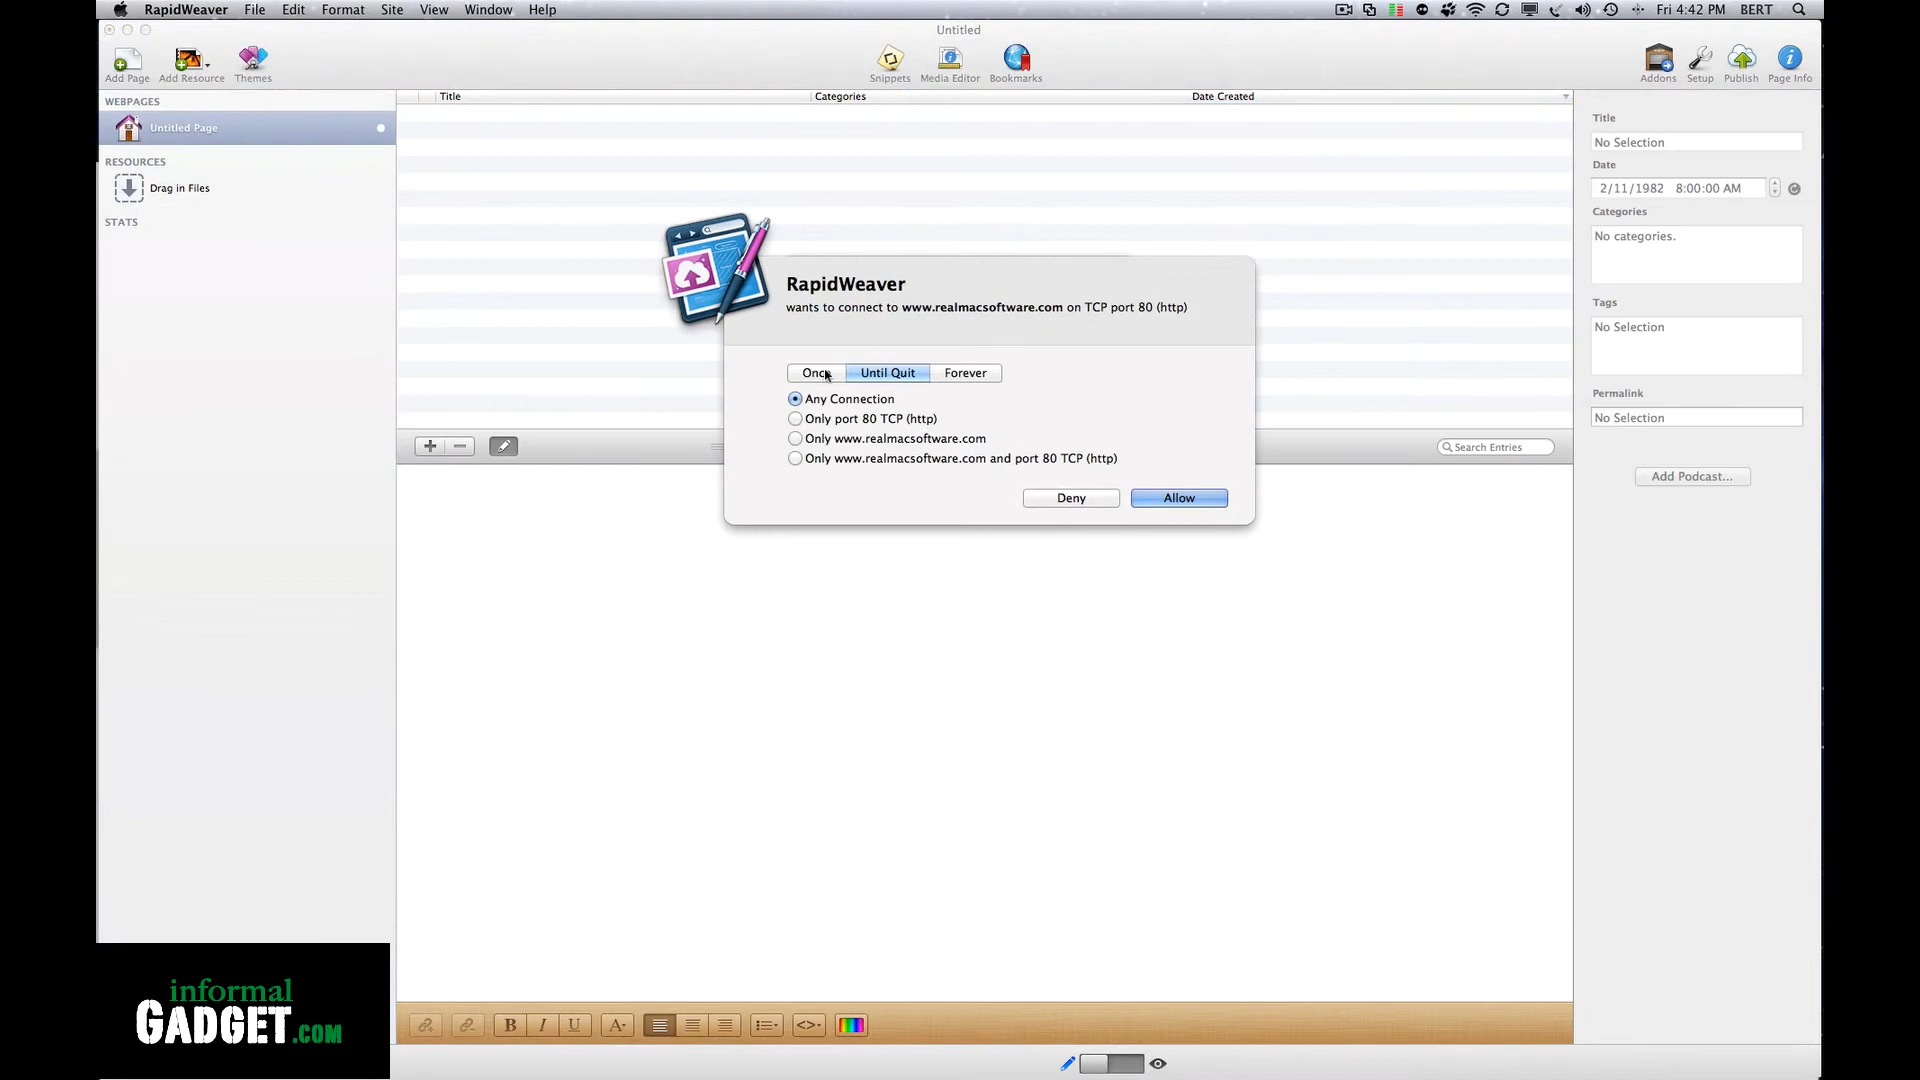 RapidWeaver File Edit Format Site View Window Help Fri 4:42 PM BERT
Untitled
Add Page Add Resource Themes Snippets Media Editor Bookmarks Addons Setup Publish Page Info
WEBPAGES
Untitled Page
RESOURCES
Drag in Files
STATS
Title Categories Date Created
RapidWeaver
wants to connect to www.realmacsoftware.com on TCP port 80 (http)
Once Until Quit Forever
Any Connection
Only port 80 TCP (http)
Only www.realmacsoftware.com
Only www.realmacsoftware.com and port 80 TCP (http)
Deny Allow
Search Entries
Title
No Selection
Date
2/11/1982 8:00:00 AM
Categories
No categories.
Tags
No Selection
Permalink
No Selection
Add Podcast...
B I U A <>
informal
GADGET.COM